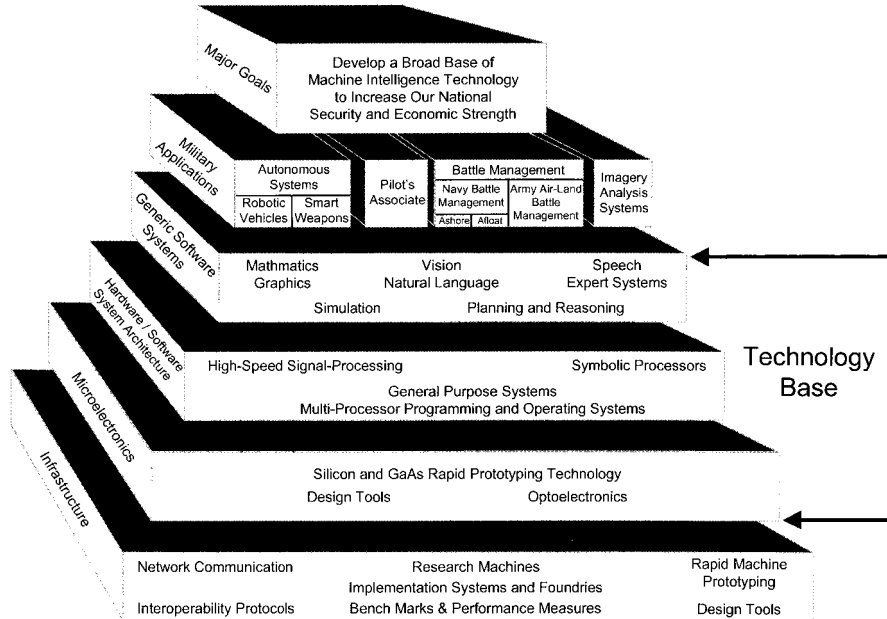 Major Goals
Develop a Broad Base of
Machine Intelligence Technology
to Increase Our National
Security and Economic Strength
Military
Applications
Autonomous
Systems
Robotic
Vehicles
Smart
Weapons
Pilot's
Associate
Battle Management
Navy Battle
Management
Ashore
Afloat
Army Air-Land
Battle
Management
Imagery
Analysis
Systems
Generic Software
Systems
Mathmatics
Vision
Speech
Graphics
Natural Language
Expert Systems
Simulation
Planning and Reasoning
Hardware / Software
System Architecture
High-Speed Signal-Processing
Symbolic Processors
General Purpose Systems
Multi-Processor Programming and Operating Systems
Technology
Base
Microelectronics
Silicon and GaAs Rapid Prototyping Technology
Design Tools
Optoelectronics
Infrastructure
Network Communication
Research Machines
Rapid Machine
Prototyping
Implementation Systems and Foundries
Interoperability Protocols
Bench Marks & Performance Measures
Design Tools